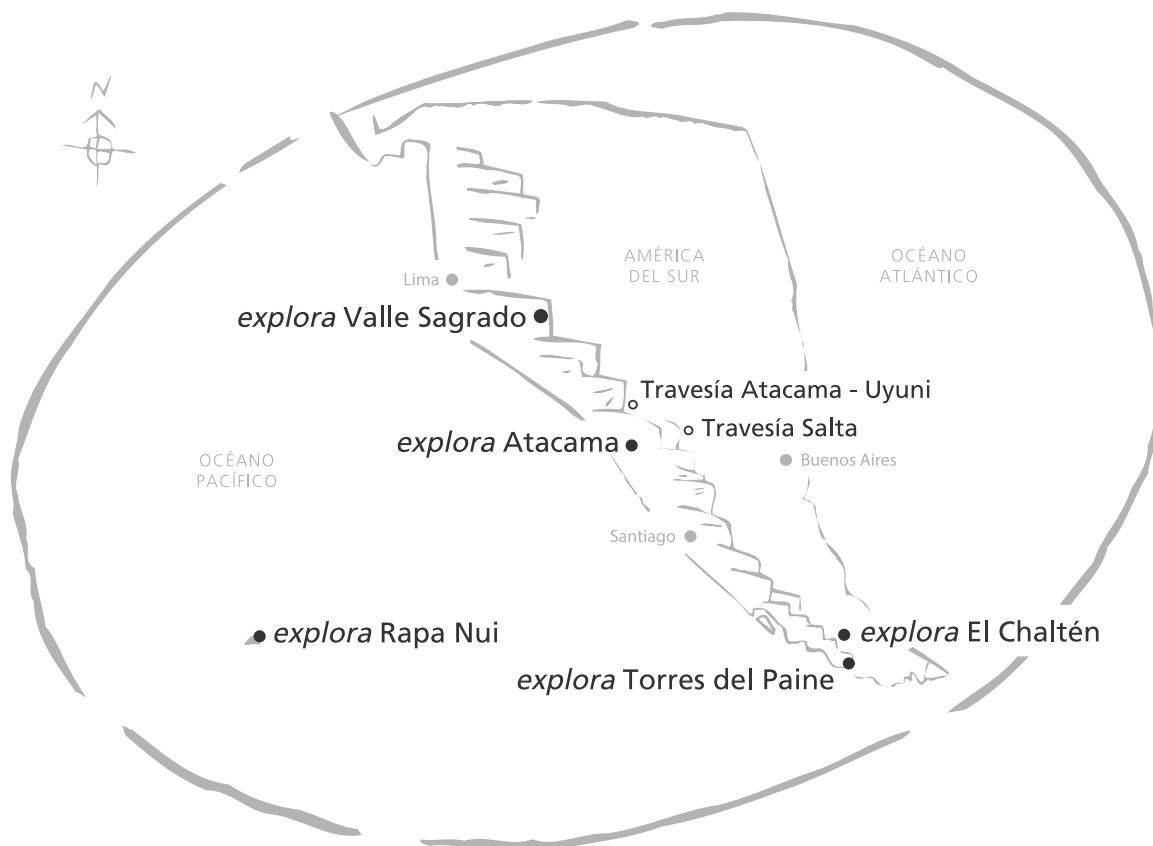 N
AMÉRICA
DEL SUR
OCÉANO
ATLÁNTICO
Lima
explora Valle Sagrado
Travesía Atacama - Uyuni
Travesía Salta
explora Atacama
Buenos Aires
OCÉANO
PACÍFICO
Santiago
explora Rapa Nui
explora El Chaltén
explora Torres del Paine